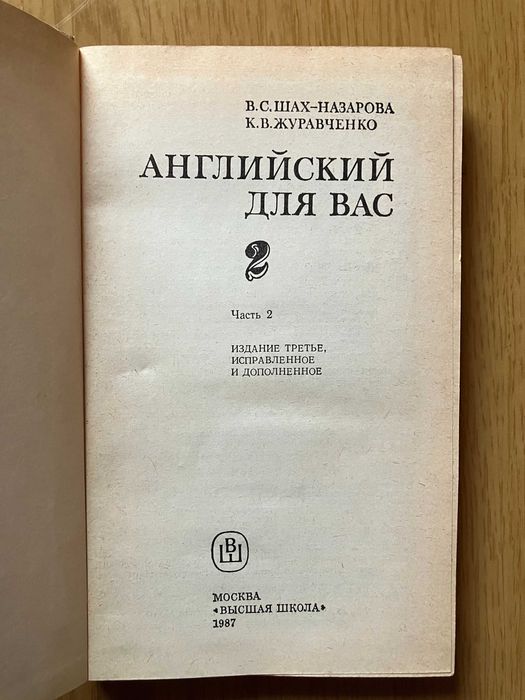 В.С.ШАХ-НАЗАРОВА
К.В.ЖУРАВЧЕНКО
АНГЛИЙСКИЙ
ДЛЯ ВАС
2
Часть 2
ИЗДАНИЕ ТРЕТЬЕ,
ИСПРАВЛЕННОЕ
И ДОПОЛНЕННОЕ
ВШ
МОСКВА
«ВЫСШАЯ ШКОЛА»
1987